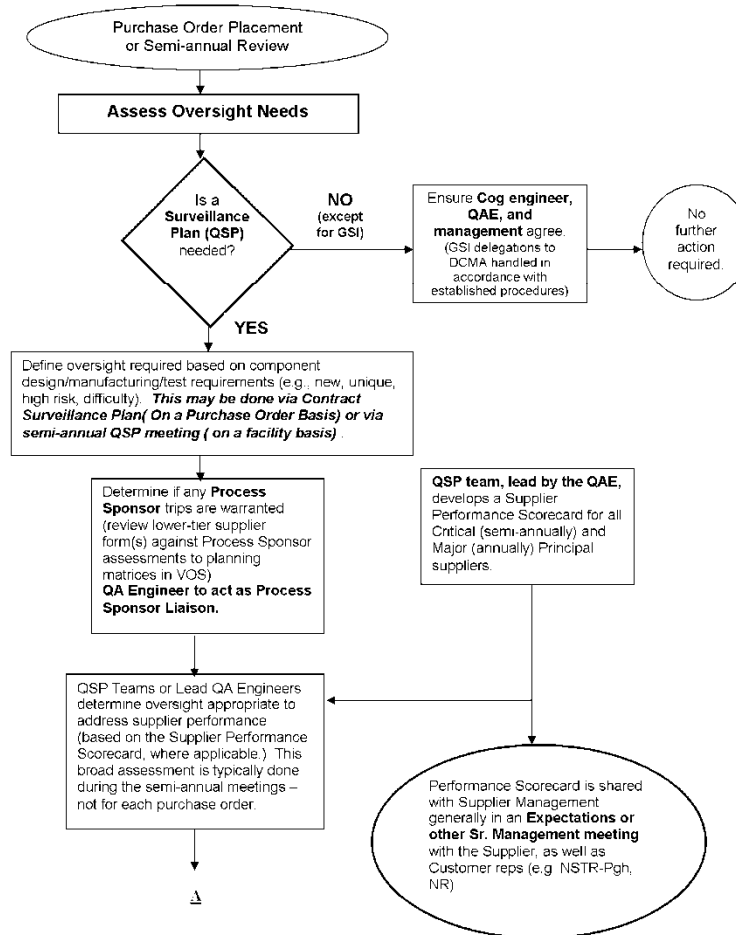 Purchase Order Placement
or Semi-annual Review
Assess Oversight Needs
Is a
Surveillance
Plan (QSP)
needed?
NO
(except
for GSI)
Ensure Cog engineer,
QAE, and
management agree.
(GSI delegations to
DCMA handled in
accordance with
established procedures)
No
further
action
required.
YES
Define oversight required based on component
design/manufacturing/test requirements (e.g., new, unique,
high risk, difficulty). This may be done via Contract
Surveillance Plan( On a Purchase Order Basis) or via
semi-annual QSP meeting ( on a facility basis) .
Determine if any Process
Sponsor trips are warranted
(review lower-tier supplier
form(s) against Process Sponsor
assessments to planning
matrices in VOS)
QA Engineer to act as Process
Sponsor Liaison.
QSP team, lead by the QAE,
develops a Supplier
Performance Scorecard for all
Critical (semi-annually) and
Major (annually) Principal
suppliers.
QSP Teams or Lead QA Engineers
determine oversight appropriate to
address supplier performance
(based on the Supplier Performance
Scorecard, where applicable.) This
broad assessment is typically done
during the semi-annual meetings –
not for each purchase order.
Performance Scorecard is shared
with Supplier Management
generally in an Expectations or
other Sr. Management meeting
with the Supplier, as well as
Customer reps (e.g NSTR-Pgh,
NR)
A